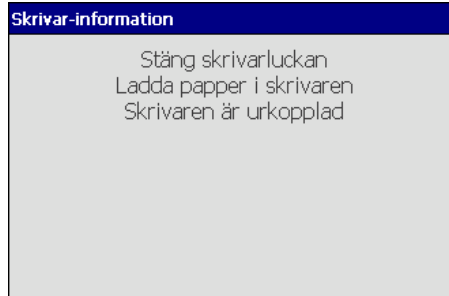 Skrivar-information
Stäng skrivarluckan
Ladda papper i skrivaren
Skrivaren är urkopplad